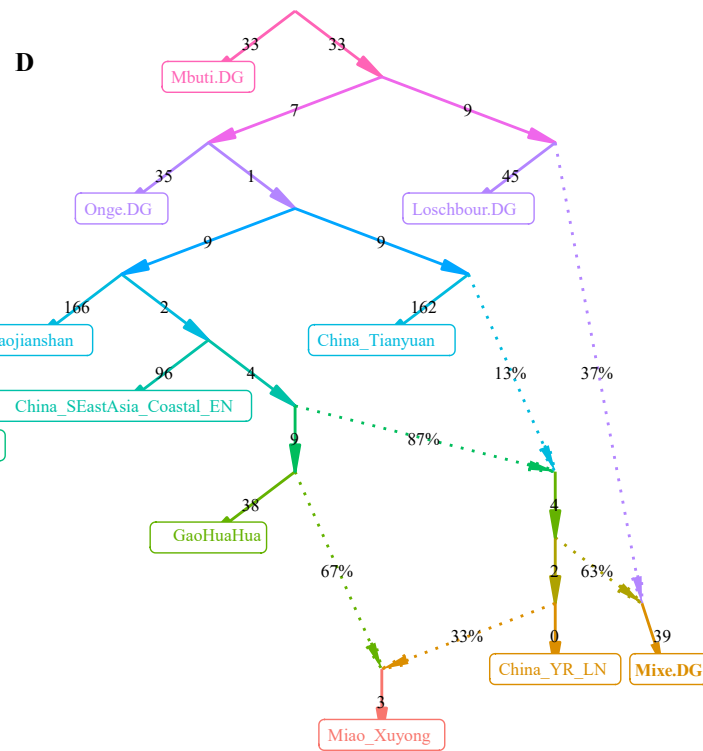 D
33
33
Mbuti.DG
7
9
35
1
45
Onge.DG
Loschbour.DG
9
9
166
2
162
aojianshan
China_Tianyuan
96
4
13%
37%
China_SEastAsia_Coastal_EN
9
87%
38
4
GaoHuaHua
67%
2
63%
33%
0
39
China_YR_LN
Mixe.DG
3
Miao_Xuyong